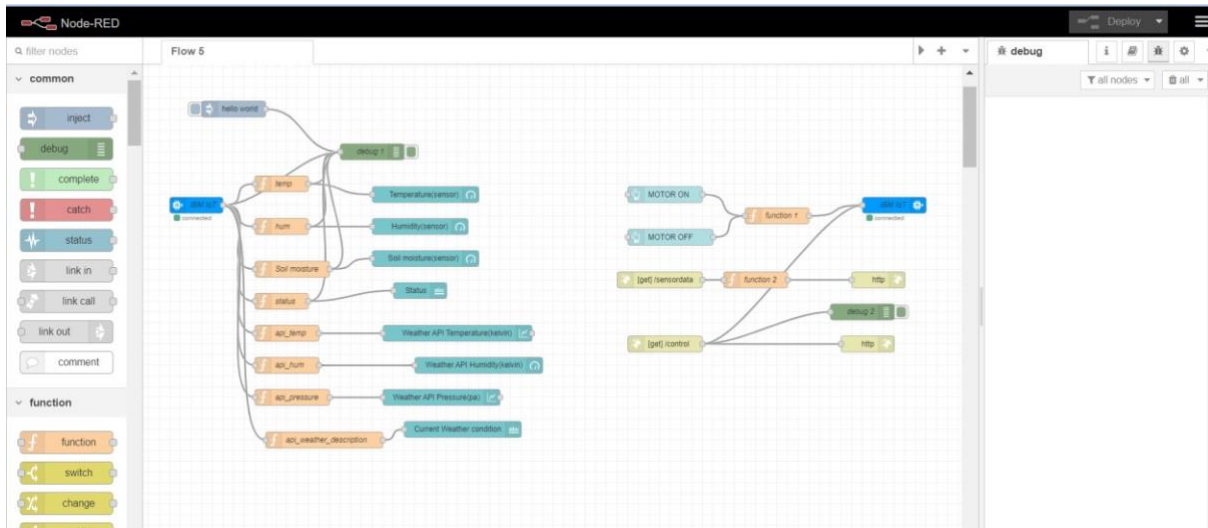 Node-RED
Deploy
filter nodes
Flow 5
debug
all nodes
all
common
inject
debug
complete
catch
status
link in
link call
link out
comment
function
function
switch
change
hello world
debug 1
temp
Temperature(sensor)
IBM IoT
connected
hum
Humidity(sensor)
Soil moisture
Soil moisture(sensor)
status
Status
api_temp
Weather API Temperature(kelvin)
api_hum
Weather API Humidity(kelvin)
api_pressure
Weather API Pressure(pa)
api_weather_description
Current Weather condition
MOTOR ON
MOTOR OFF
function 1
IBM IoT
connected
[get] /sensordata
function 2
http
debug 2
[get] /control
http